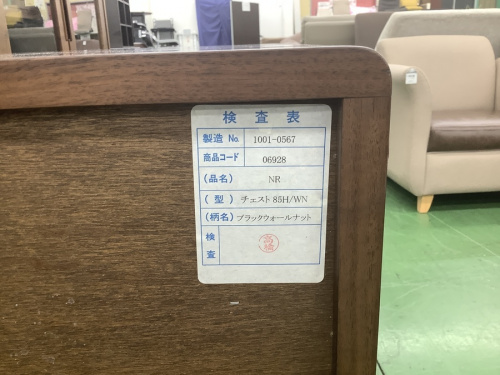 検査表
製造 No. 1001-0567
商品コード 06928
(品名) NR
(型) チェスト 85H/WN
(柄名) ブラックウォールナット
検査 高橋